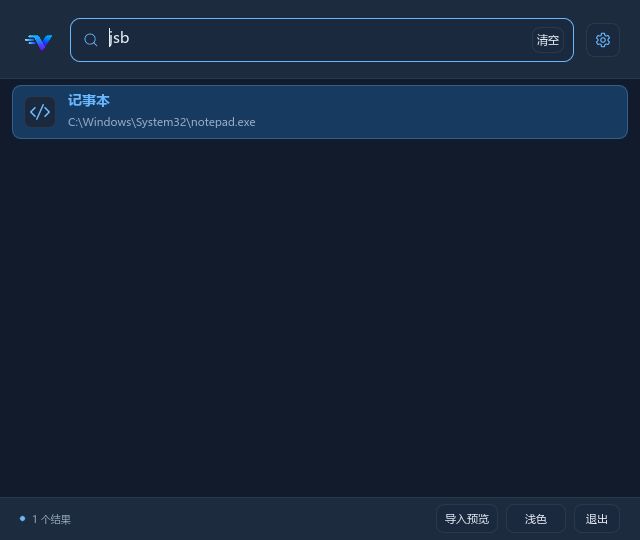 jsb
清空
记事本
C:\Windows\System32\notepad.exe
1 个结果
导入预览
浅色
退出